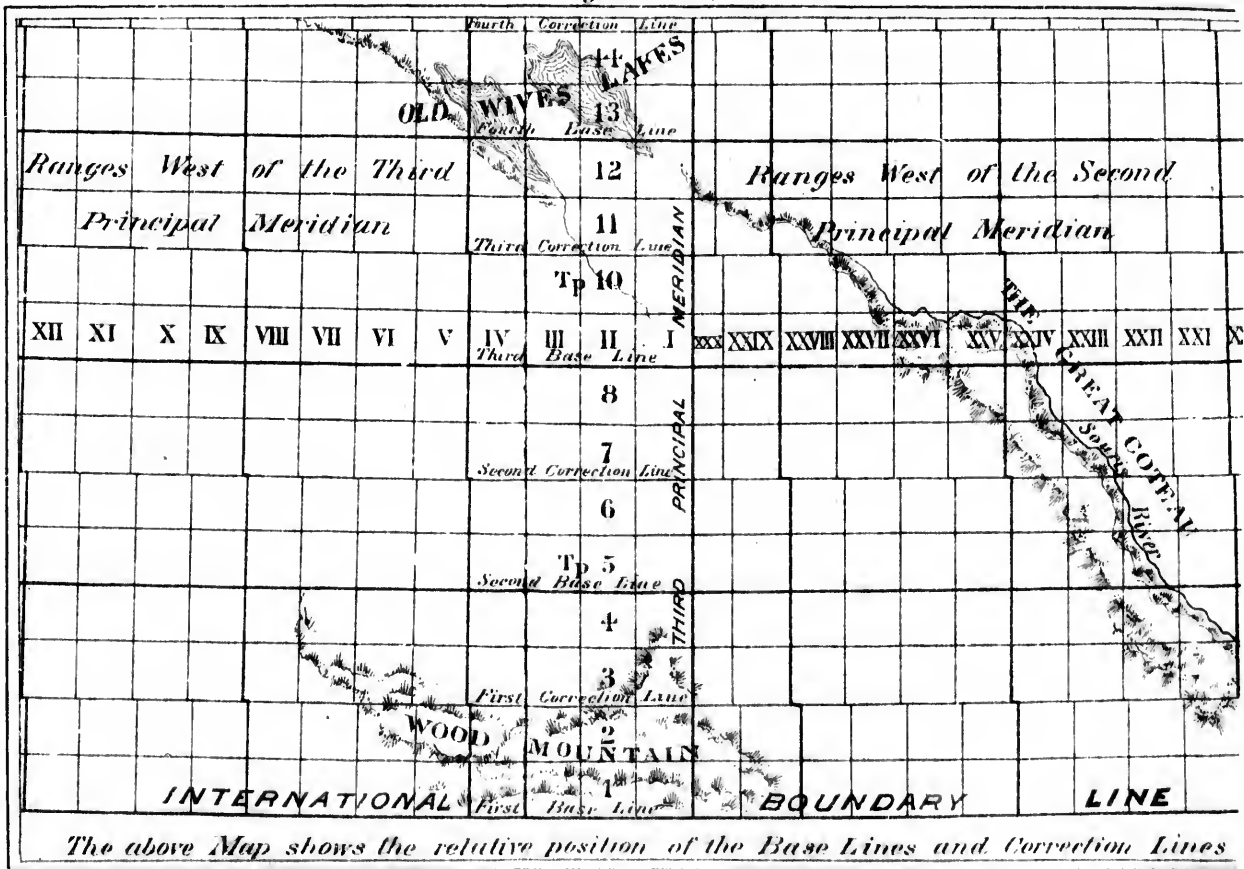 Fourth Correction Line
14
OLD WIVES LAKES
13
Fourth Base Line
Ranges West of the Third
12
Ranges West of the Second
Principal Meridian
11
Principal Meridian
Third Correction Line
Tp 10
XII XI X IX VIII VII VI V IV III II I XXX XXIX XXVIII XXVII XXVI XXV XXIV XXIII XXII XXI
Third Base Line
THE GREAT COTEAU
Souris River
8
7
Second Correction Line
6
Tp 5
Second Base Line
4
THIRD PRINCIPAL MERIDIAN
3
First Correction Line
2
WOOD MOUNTAIN
1
First Base Line
INTERNATIONAL BOUNDARY LINE
The above Map shows the relative position of the Base Lines and Correction Lines